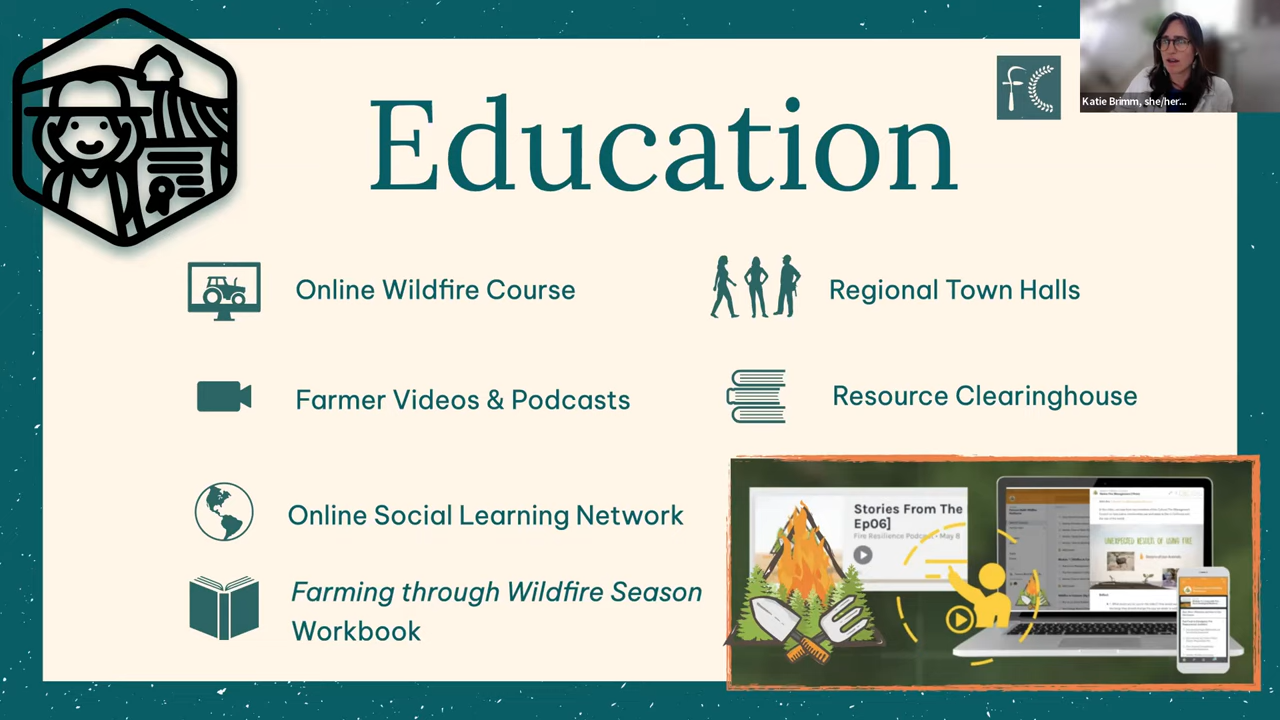 Education
Katie Brimm, she/her...
Online Wildfire Course
Regional Town Halls
Farmer Videos & Podcasts
Resource Clearinghouse
Online Social Learning Network
Farming through Wildfire Season
Workbook
Stories From The
Ep06]
Fire Resilience Podcast • May 8
UNEXPECTED RESULTS OF USING FIRE